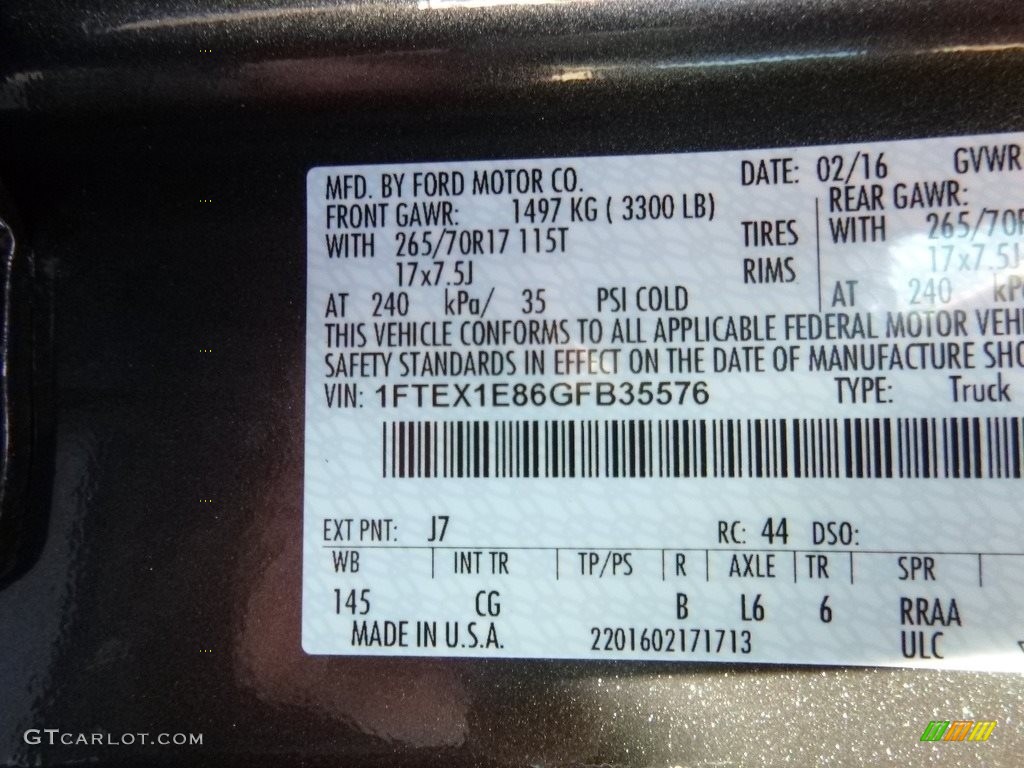 MFD. BY FORD MOTOR CO. DATE: 02/16 GVWR
FRONT GAWR: 1497 KG ( 3300 LB) REAR GAWR:
WITH 265/70R17 115T TIRES WITH 265/70R
17x7.5J RIMS 17x7.5J
AT 240 kPa/ 35 PSI COLD AT 240 kP
THIS VEHICLE CONFORMS TO ALL APPLICABLE FEDERAL MOTOR VEHI
SAFETY STANDARDS IN EFFECT ON THE DATE OF MANUFACTURE SHO
VIN: 1FTEX1E86GFB35576 TYPE: Truck
EXT PNT: J7 RC: 44 DSO:
WB INT TR TP/PS R AXLE TR SPR
145 CG B L6 6 RRAA
MADE IN U.S.A. 2201602171713 ULC
GTCARLOT.COM